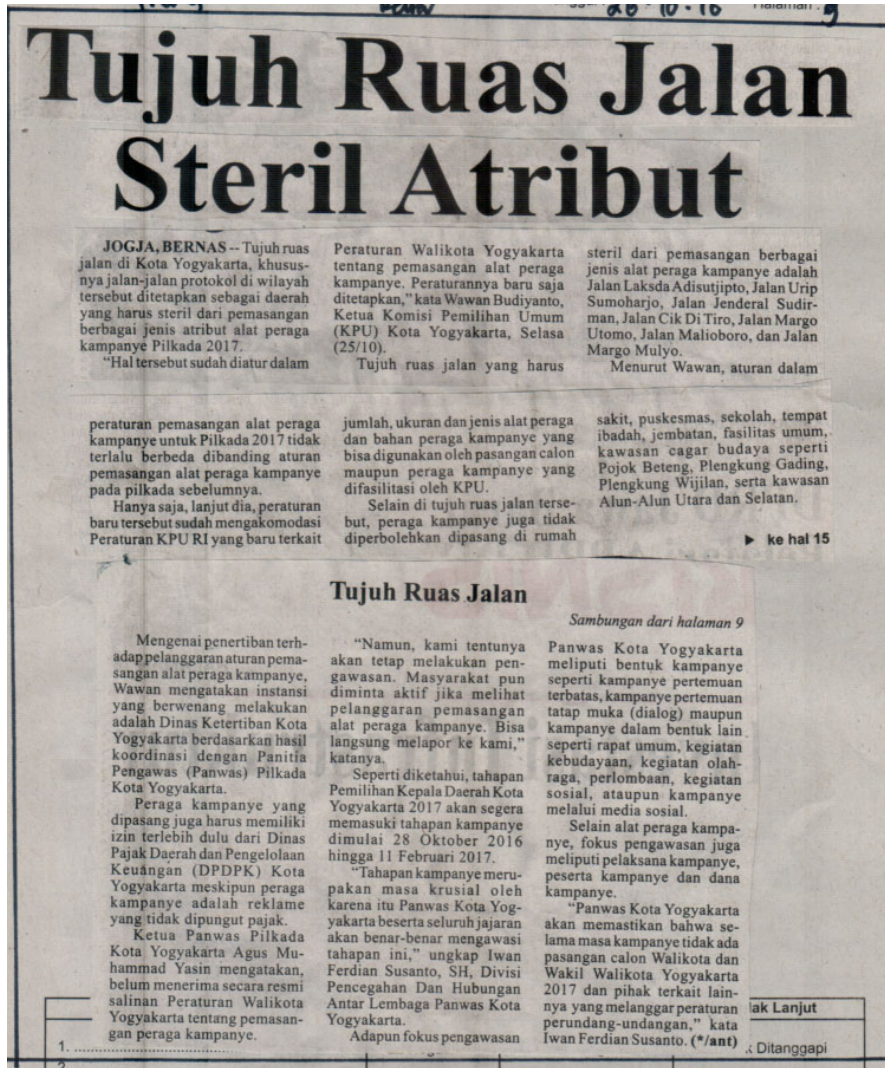 26-10-16 Halaman : 9
Tujuh Ruas Jalan
Steril Atribut
JOGJA, BERNAS -- Tujuh ruas
jalan di Kota Yogyakarta, khusus-
nya jalan-jalan protokol di wilayah
tersebut ditetapkan sebagai daerah
yang harus steril dari pemasangan
berbagai jenis atribut alat peraga
kampanye Pilkada 2017.
“Hal tersebut sudah diatur dalam
Peraturan Walikota Yogyakarta
tentang pemasangan alat peraga
kampanye. Peraturannya baru saja
ditetapkan,” kata Wawan Budiyanto,
Ketua Komisi Pemilihan Umum
(KPU) Kota Yogyakarta, Selasa
(25/10).
Tujuh ruas jalan yang harus
steril dari pemasangan berbagai
jenis alat peraga kampanye adalah
Jalan Laksda Adisutjipto, Jalan Urip
Sumoharjo, Jalan Jenderal Sudir-
man, Jalan Cik Di Tiro, Jalan Margo
Utomo, Jalan Malioboro, dan Jalan
Margo Mulyo.
Menurut Wawan, aturan dalam
peraturan pemasangan alat peraga
kampanye untuk Pilkada 2017 tidak
terlalu berbeda dibanding aturan
pemasangan alat peraga kampanye
pada pilkada sebelumnya.
Hanya saja, lanjut dia, peraturan
baru tersebut sudah mengakomodasi
Peraturan KPU RI yang baru terkait
jumlah, ukuran dan jenis alat peraga
dan bahan peraga kampanye yang
bisa digunakan oleh pasangan calon
maupun peraga kampanye yang
difasilitasi oleh KPU.
Selain di tujuh ruas jalan terse-
but, peraga kampanye juga tidak
diperbolehkan dipasang di rumah
sakit, puskesmas, sekolah, tempat
ibadah, jembatan, fasilitas umum,
kawasan cagar budaya seperti
Pojok Beteng, Plengkung Gading,
Plengkung Wijilan, serta kawasan
Alun-Alun Utara dan Selatan.
► ke hal 15
Tujuh Ruas Jalan
Sambungan dari halaman 9
Mengenai penertiban terh-
adap pelanggaran aturan pema-
sangan alat peraga kampanye,
Wawan mengatakan instansi
yang berwenang melakukan
adalah Dinas Ketertiban Kota
Yogyakarta berdasarkan hasil
koordinasi dengan Panitia
Pengawas (Panwas) Pilkada
Kota Yogyakarta.
Peraga kampanye yang
dipasang juga harus memiliki
izin terlebih dulu dari Dinas
Pajak Daerah dan Pengelolaan
Keuangan (DPDPK) Kota
Yogyakarta meskipun peraga
kampanye adalah reklame
yang tidak dipungut pajak.
Ketua Panwas Pilkada
Kota Yogyakarta Agus Mu-
hammad Yasin mengatakan,
belum menerima secara resmi
salinan Peraturan Walikota
Yogyakarta tentang pemasan-
gan peraga kampanye.
“Namun, kami tentunya
akan tetap melakukan pen-
gawasan. Masyarakat pun
diminta aktif jika melihat
pelanggaran pemasangan
alat peraga kampanye. Bisa
langsung melapor ke kami,”
katanya.
Seperti diketahui, tahapan
Pemilihan Kepala Daerah Kota
Yogyakarta 2017 akan segera
memasuki tahapan kampanye
dimulai 28 Oktober 2016
hingga 11 Februari 2017.
“Tahapan kampanye meru-
pakan masa krusial oleh
karena itu Panwas Kota Yog-
yakarta beserta seluruh jajaran
akan benar-benar mengawasi
tahapan ini,” ungkap Iwan
Ferdian Susanto, SH, Divisi
Pencegahan Dan Hubungan
Antar Lembaga Panwas Kota
Yogyakarta.
Adapun fokus pengawasan
Panwas Kota Yogyakarta
meliputi bentuk kampanye
seperti kampanye pertemuan
terbatas, kampanye pertemuan
tatap muka (dialog) maupun
kampanye dalam bentuk lain
seperti rapat umum, kegiatan
kebudayaan, kegiatan olah-
raga, perlombaan, kegiatan
sosial, ataupun kampanye
melalui media sosial.
Selain alat peraga kampa-
nye, fokus pengawasan juga
meliputi pelaksana kampanye,
peserta kampanye dan dana
kampanye.
“Panwas Kota Yogyakarta
akan memastikan bahwa se-
lama masa kampanye tidak ada
pasangan calon Walikota dan
Wakil Walikota Yogyakarta
2017 dan pihak terkait lain-
nya yang melanggar peraturan
perundang-undangan,” kata
Iwan Ferdian Susanto. (*/ant)
ak Lanjut
1. ........................
k Ditanggapi